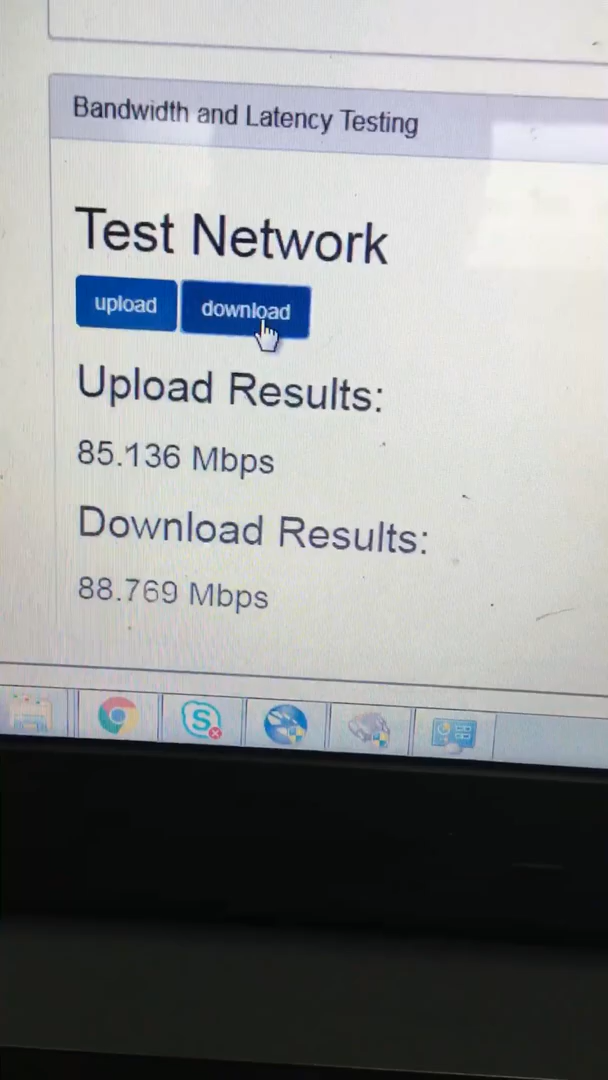 Bandwidth and Latency Testing
Test Network
upload download
Upload Results:
85.136 Mbps
Download Results:
88.769 Mbps